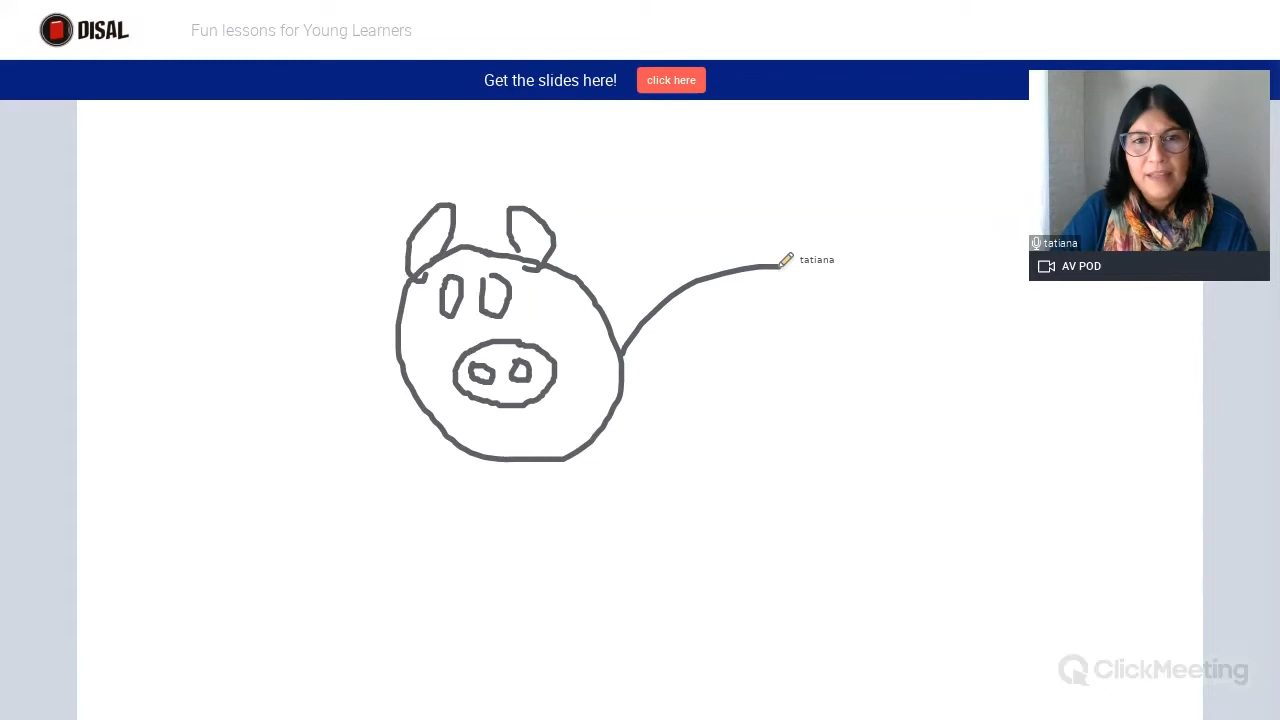 DISAL
Fun lessons for Young Learners
Get the slides here!
click here
tatiana
tatiana
AV POD
ClickMeeting